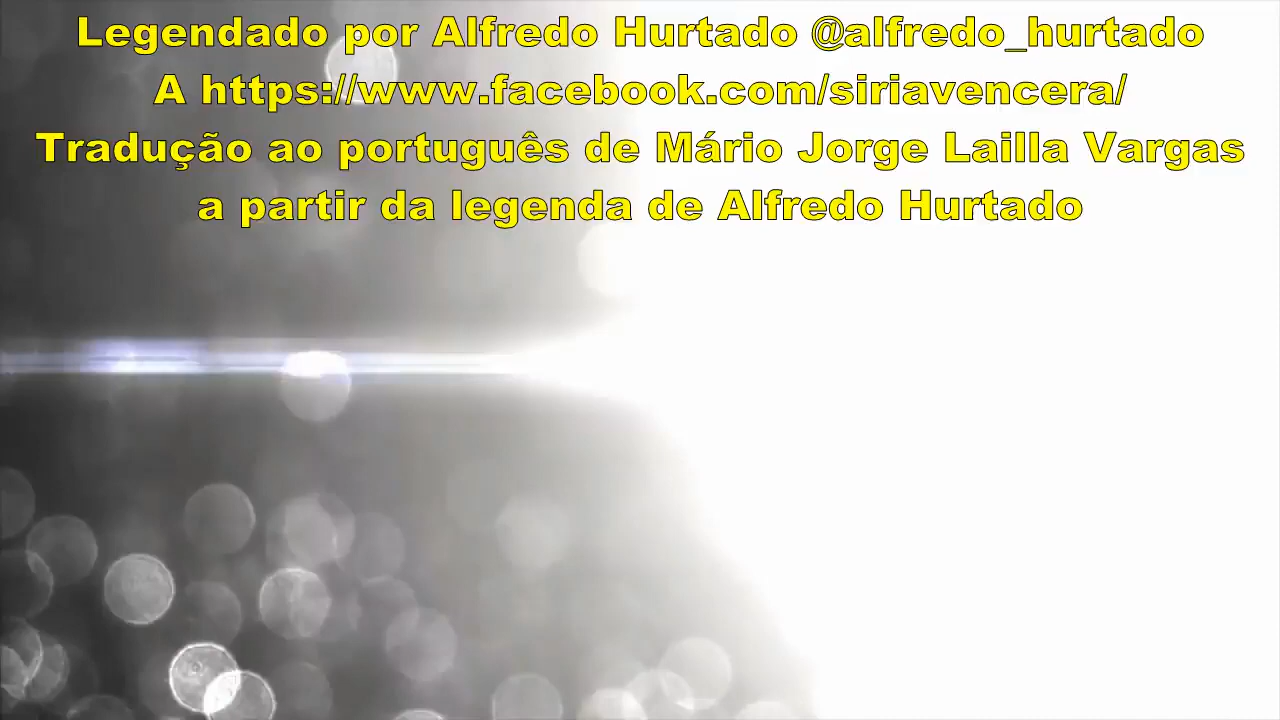 Legendado por Alfredo Hurtado @alfredo_hurtado
A https://www.facebook.com/siriavencera/
Tradução ao português de Mário Jorge Lailla Vargas
a partir da legenda de Alfredo Hurtado